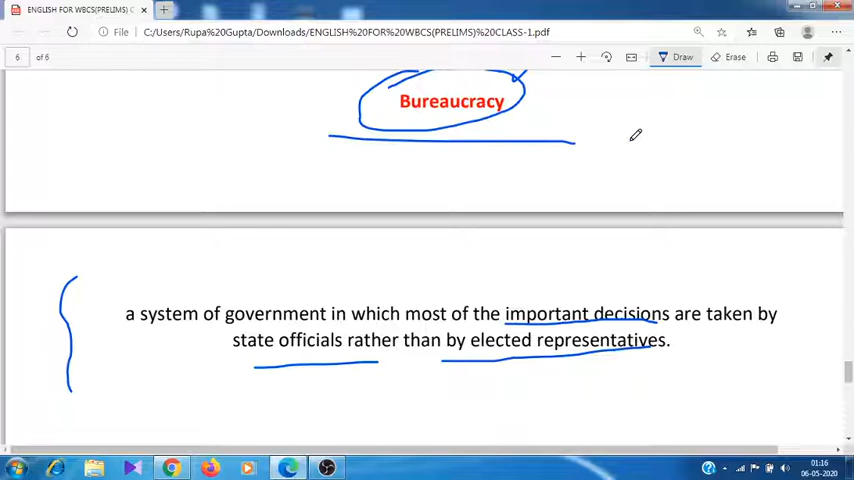 ENGLISH FOR WBCS(PRELIMS) C
File C:/Users/Rupa%20Gupta/Downloads/ENGLISH%20FOR%20WBCS(PRELIMS)%20CLASS-1.pdf
6 of 6 Draw Erase
Bureaucracy
a system of government in which most of the important decisions are taken by
state officials rather than by elected representatives.
01:16
06-05-2020